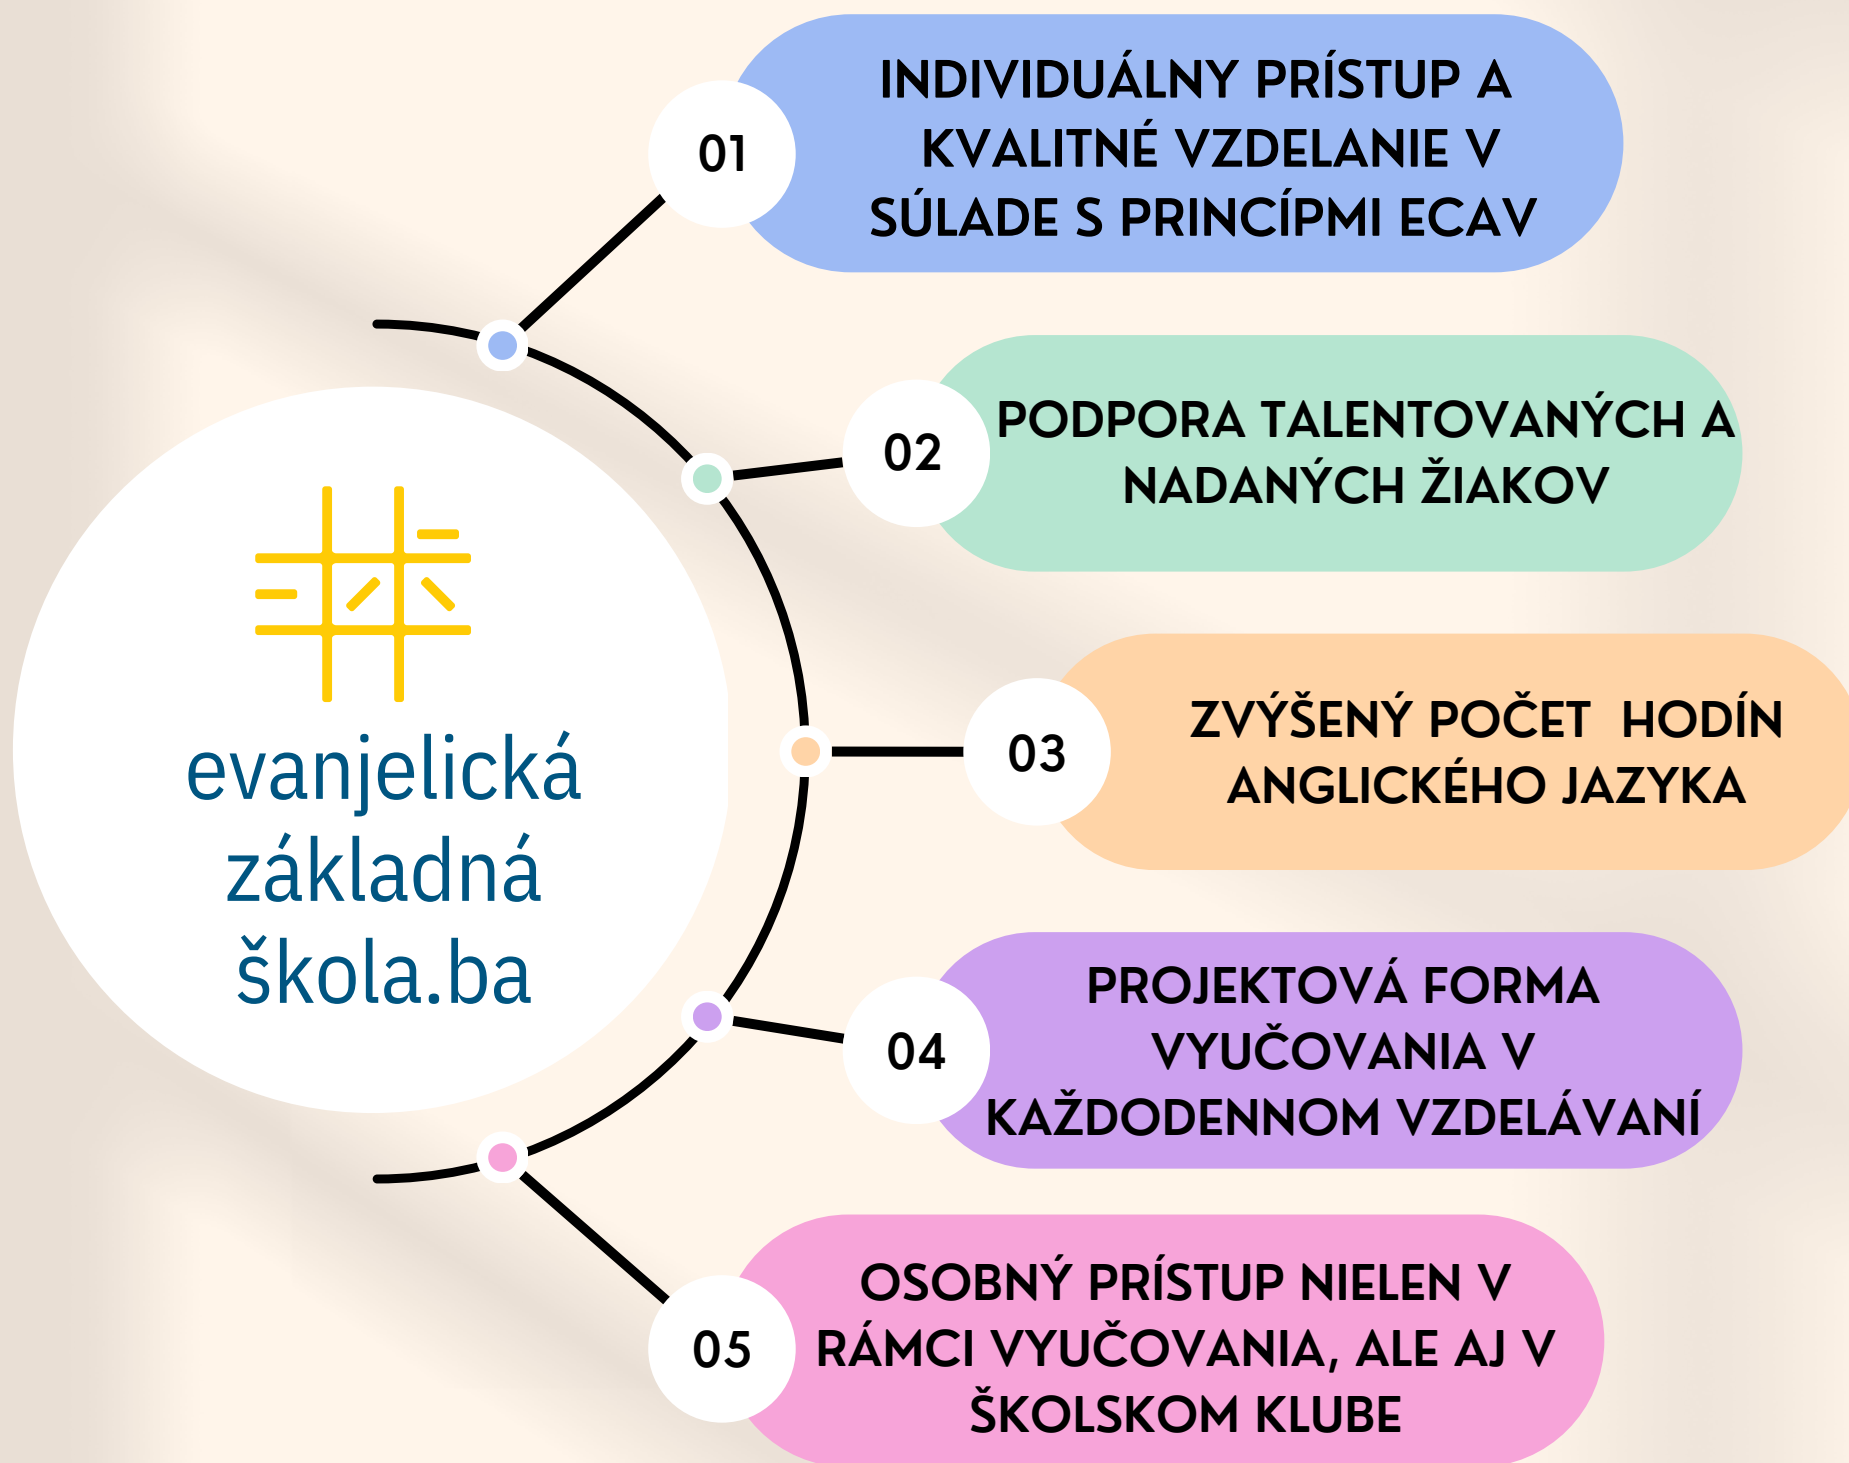 01
INDIVIDUÁLNY PRÍSTUP A
KVALITNÉ VZDELANIE V
SÚLADE S PRINCÍPMI ECAV
02
PODPORA TALENTOVANÝCH A
NADANÝCH ŽIAKOV
evanjelická
základná
škola.ba
03
ZVÝŠENÝ POČET  HODÍN
ANGLICKÉHO JAZYKA
04
PROJEKTOVÁ FORMA
VYUČOVANIA V
KAŽDODENNOM VZDELÁVANÍ
05
OSOBNÝ PRÍSTUP NIELEN V
RÁMCI VYUČOVANIA, ALE AJ V
ŠKOLSKOM KLUBE